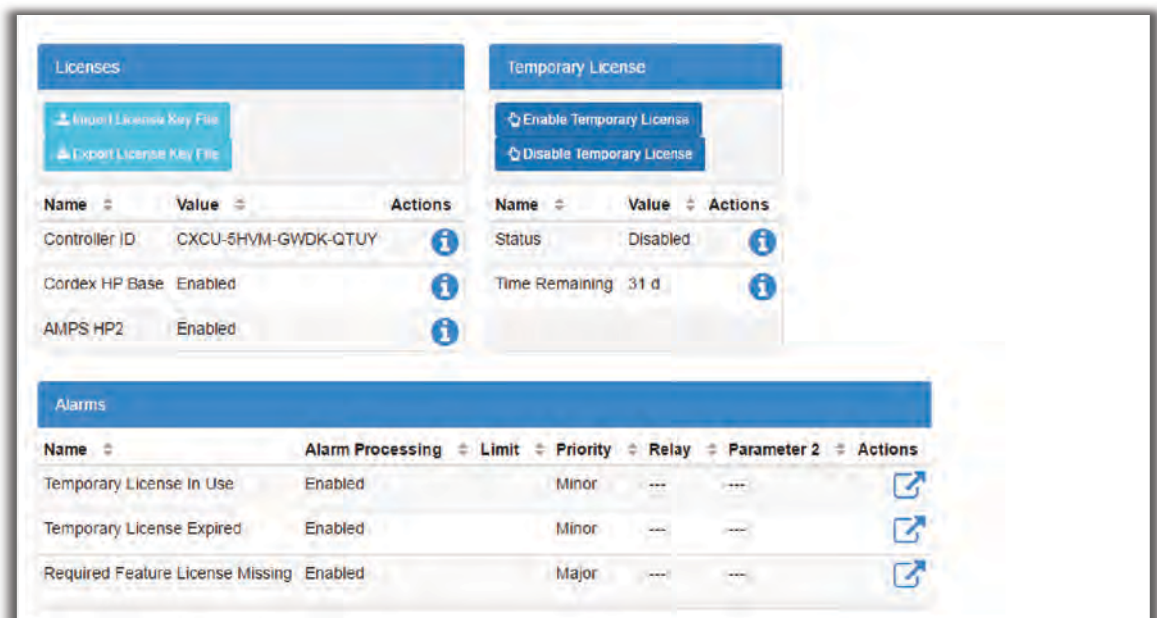 Licenses
Import License Key File
Export License Key File
Name Value Actions
Controller ID CXCU-5HVM-GWDK-QTUY
Cordex HP Base Enabled
AMPS HP2 Enabled
Temporary License
Enable Temporary License
Disable Temporary License
Name Value Actions
Status Disabled
Time Remaining 31 d
Alarms
Name Alarm Processing Limit Priority Relay Parameter 2 Actions
Temporary License In Use Enabled Minor --- ---
Temporary License Expired Enabled Minor --- ---
Required Feature License Missing Enabled Major --- ---